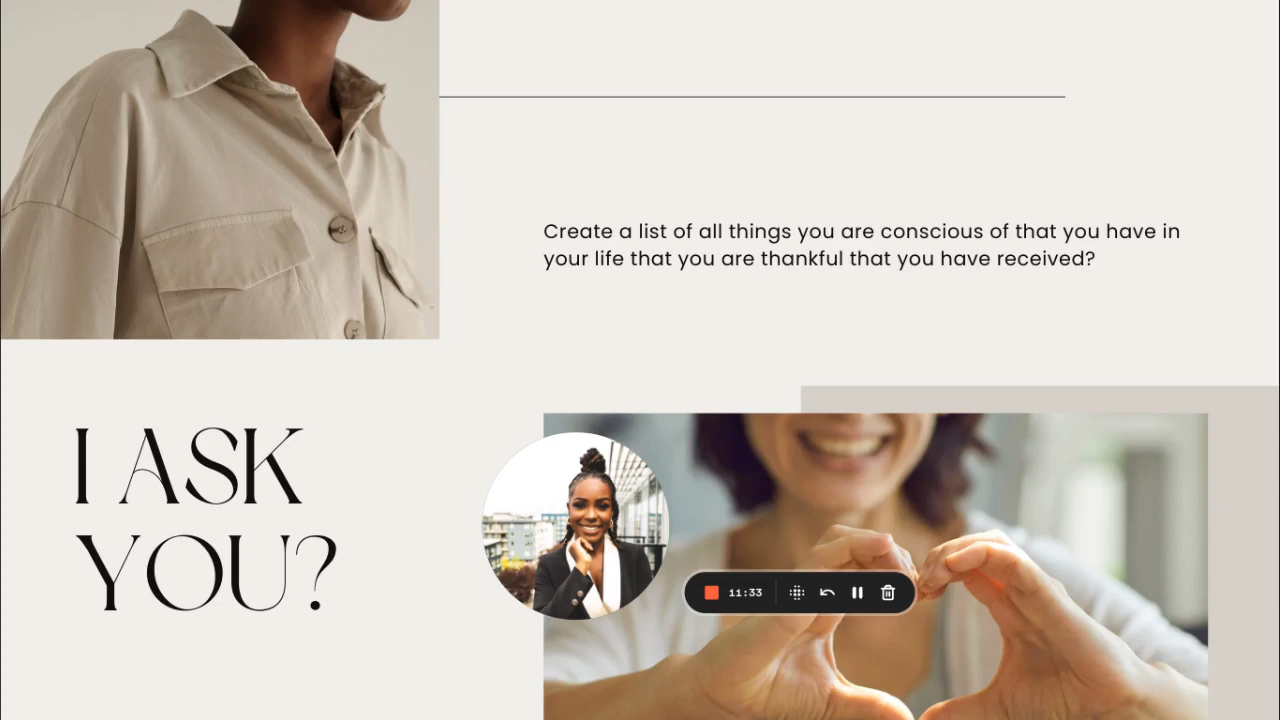 Create a list of all things you are conscious of that you have in
your life that you are thankful that you have received?
I ASK
YOU?
11:33